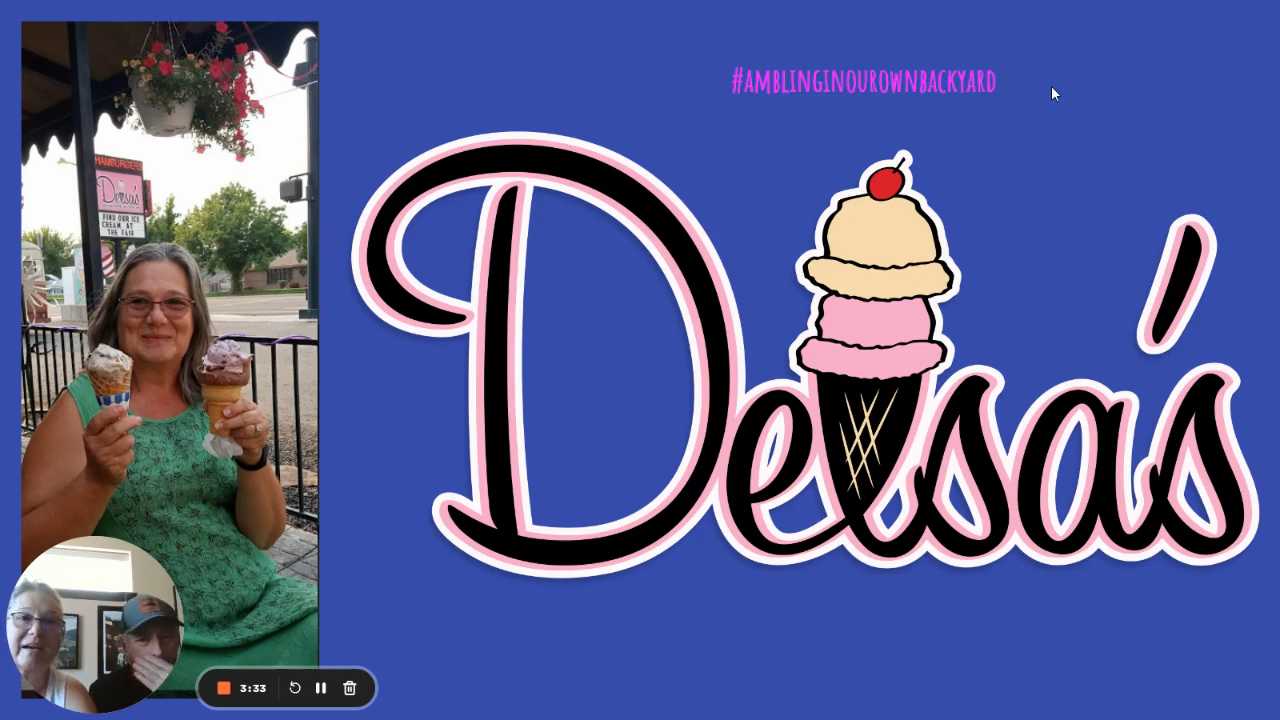 #AMBLINGINOUROWNBACKYARD
Delsa's
HAMBURGERS
Delsa's
FIND OUR ICE
CREAM AT
THE FAIR
3:33